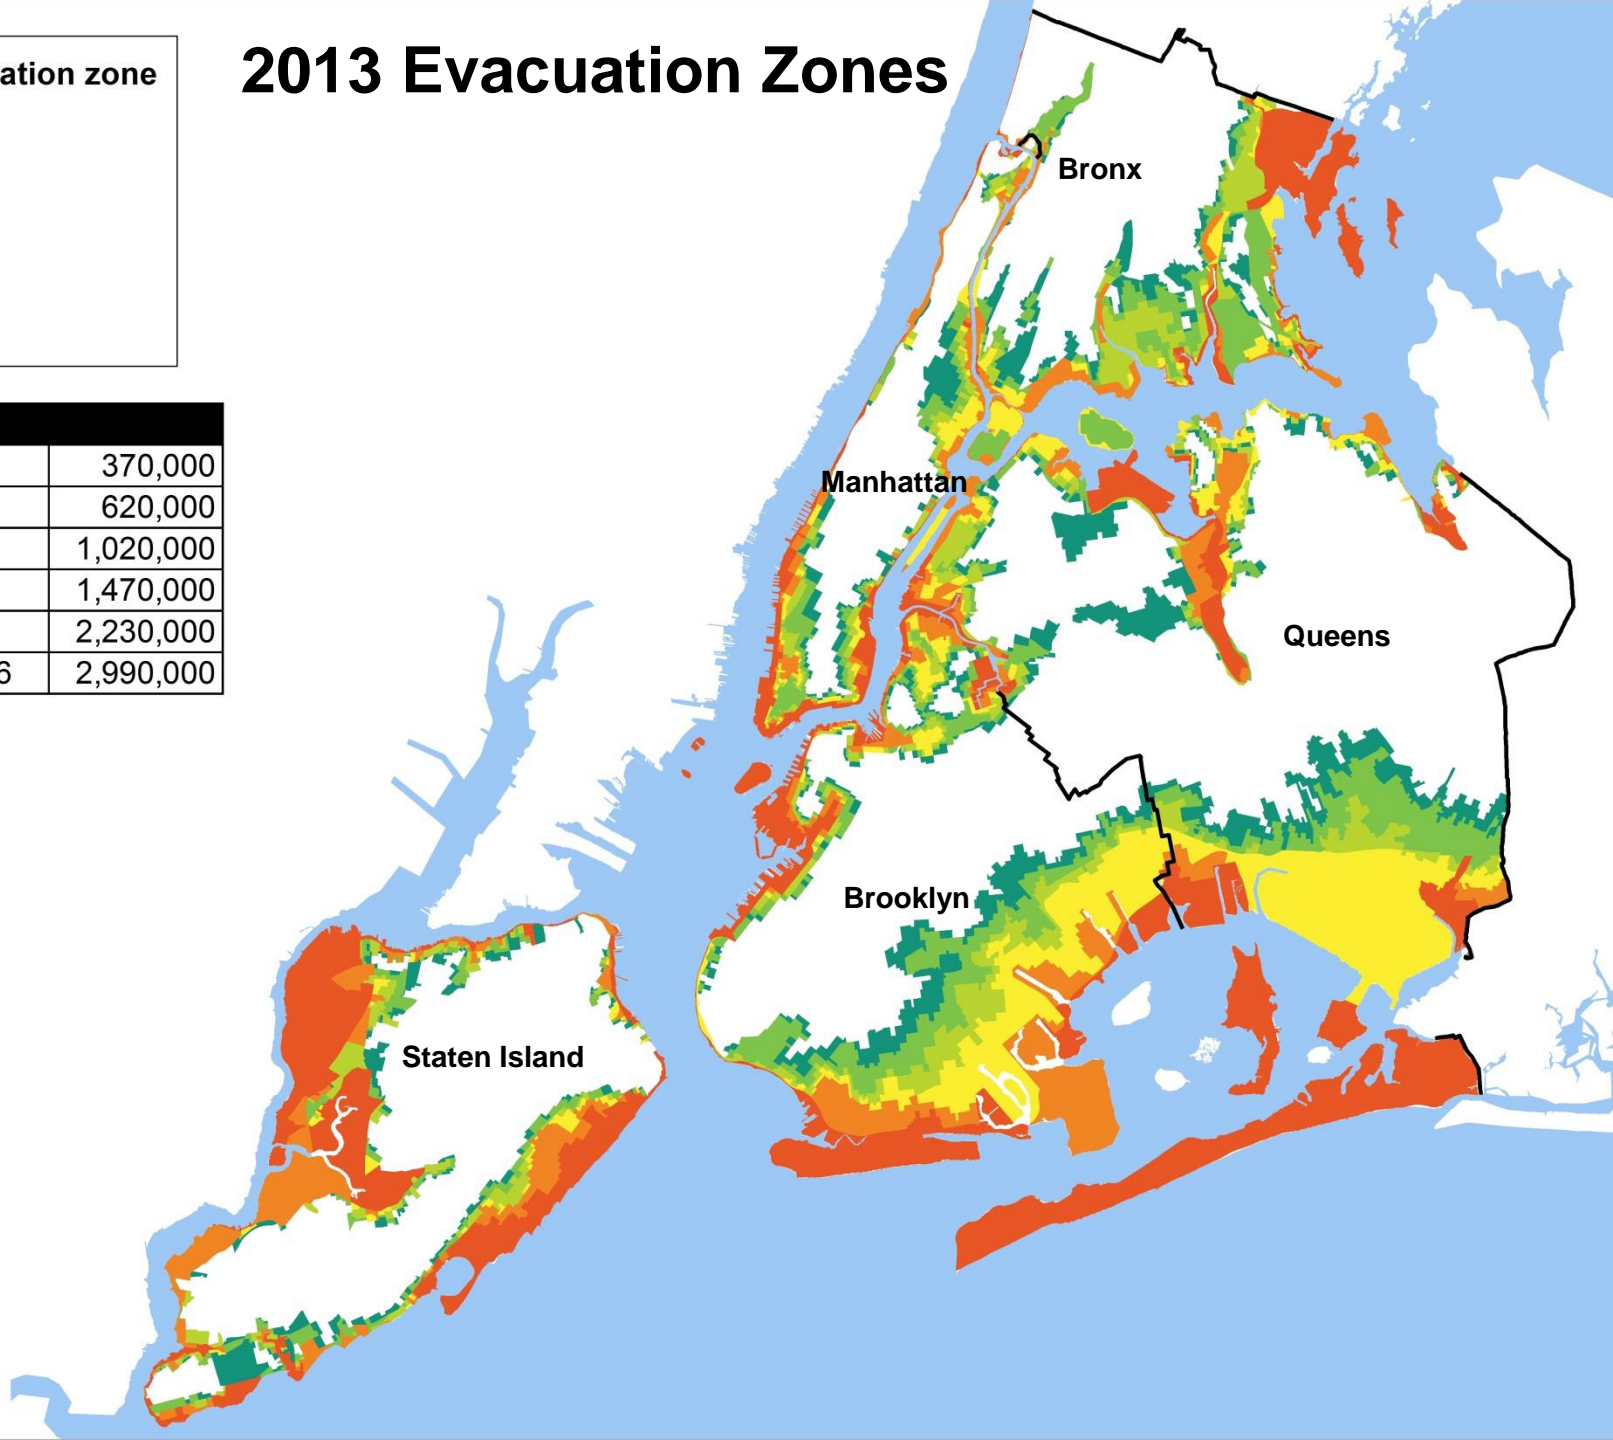 ation zone
2013 Evacuation Zones
Bronx
370,000
Manhattan
620,000
1,020,000
1,470,000
2,230,000
Queens
6 2,990,000
Brooklyn
Staten Island